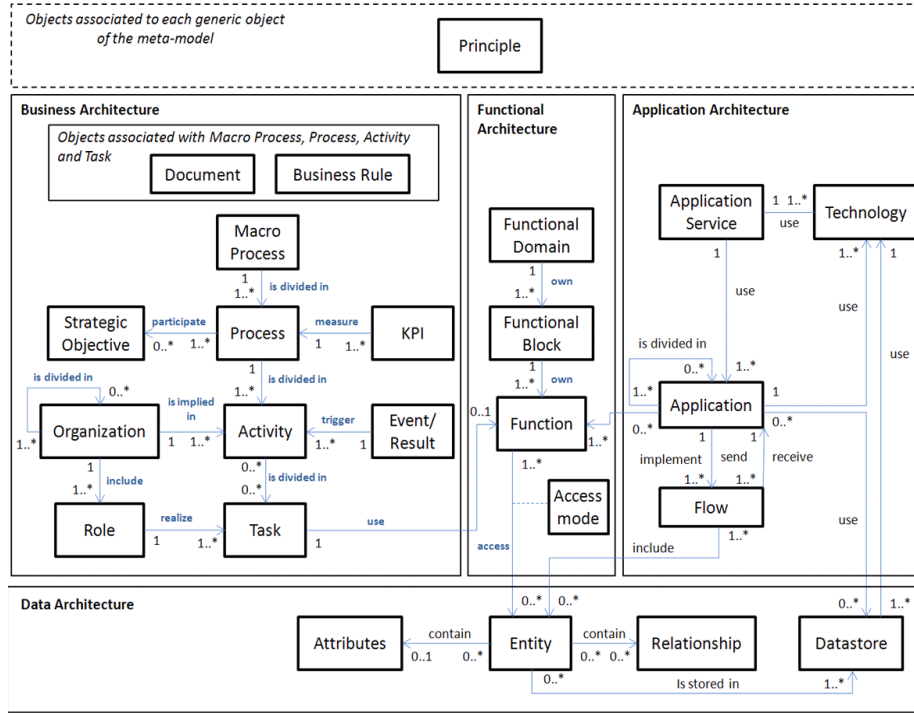 Objects associated to each generic object
of the meta-model
Principle
Business Architecture
Objects associated with Macro Process, Process, Activity
and Task
Document
Business Rule
Macro
Process
1
1..*
is divided in
Strategic
Objective
participate
0..*
1..*
Process
measure
1
1..*
KPI
1
1..*
is divided in
is divided in
0..*
1..*
Organization
is implied
in
1
1..*
Activity
trigger
1..*
1
Event/
Result
1
include
1..*
0..*
is divided in
0..*
Role
realize
1
1..*
Task
1
use
Functional
Architecture
Functional
Domain
1
own
1..*
Functional
Block
1
own
1..*
0..1
Function
1..*
1..*
Access
mode
access
Application Architecture
Application
Service
1
1..*
use
Technology
1
use
1..*
1
use
use
is divided in
0..*
1..*
1..*
Application
1
0..*
0..*
1
1
implement
send
receive
1..*
1..*
Flow
1..*
include
use
Data Architecture
0..*
0..*
0..*
1..*
Attributes
contain
0..1
0..*
Entity
contain
0..*
0..*
Relationship
Datastore
0..*
Is stored in
1..*